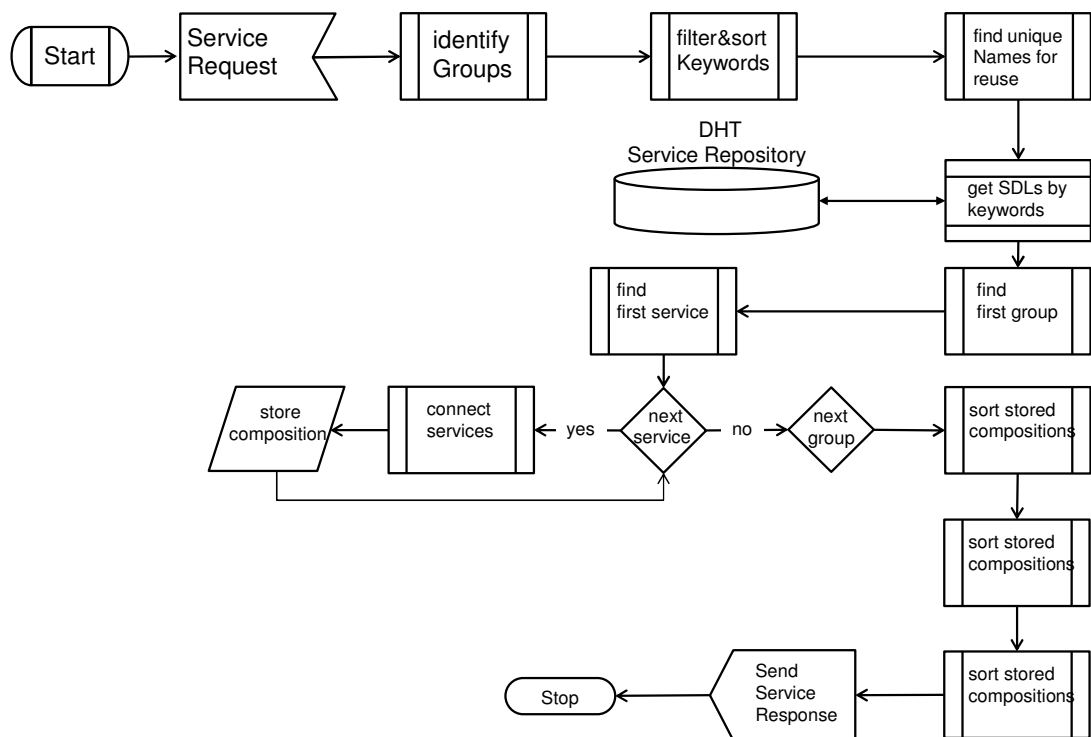 Start
Service
Request
identify
Groups
filter&sort
Keywords
find unique
Names for
reuse
DHT
Service Repository
get SDLs by
keywords
find
first service
find
first group
store
composition
connect
services
yes
next
service
no
next
group
sort stored
compositions
sort stored
compositions
Stop
Send
Service
Response
sort stored
compositions